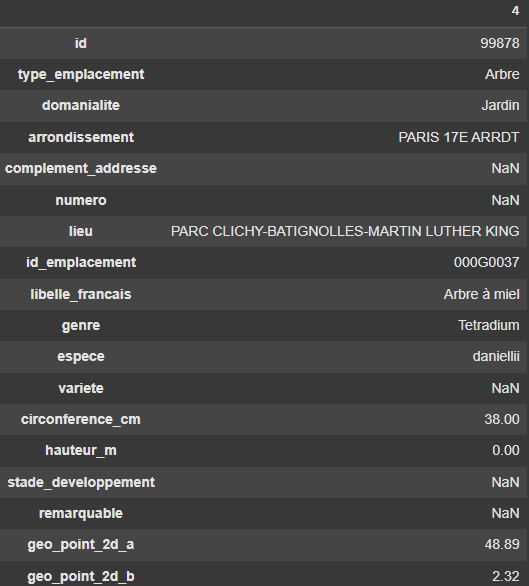 4
id 99878
type_emplacement Arbre
domanialite Jardin
arrondissement PARIS 17E ARRDT
complement_addresse NaN
numero NaN
lieu PARC CLICHY-BATIGNOLLES-MARTIN LUTHER KING
id_emplacement 000G0037
libelle_francais Arbre à miel
genre Tetradium
espece daniellii
variete NaN
circonference_cm 38.00
hauteur_m 0.00
stade_developpement NaN
remarquable NaN
geo_point_2d_a 48.89
geo_point_2d_b 2.32